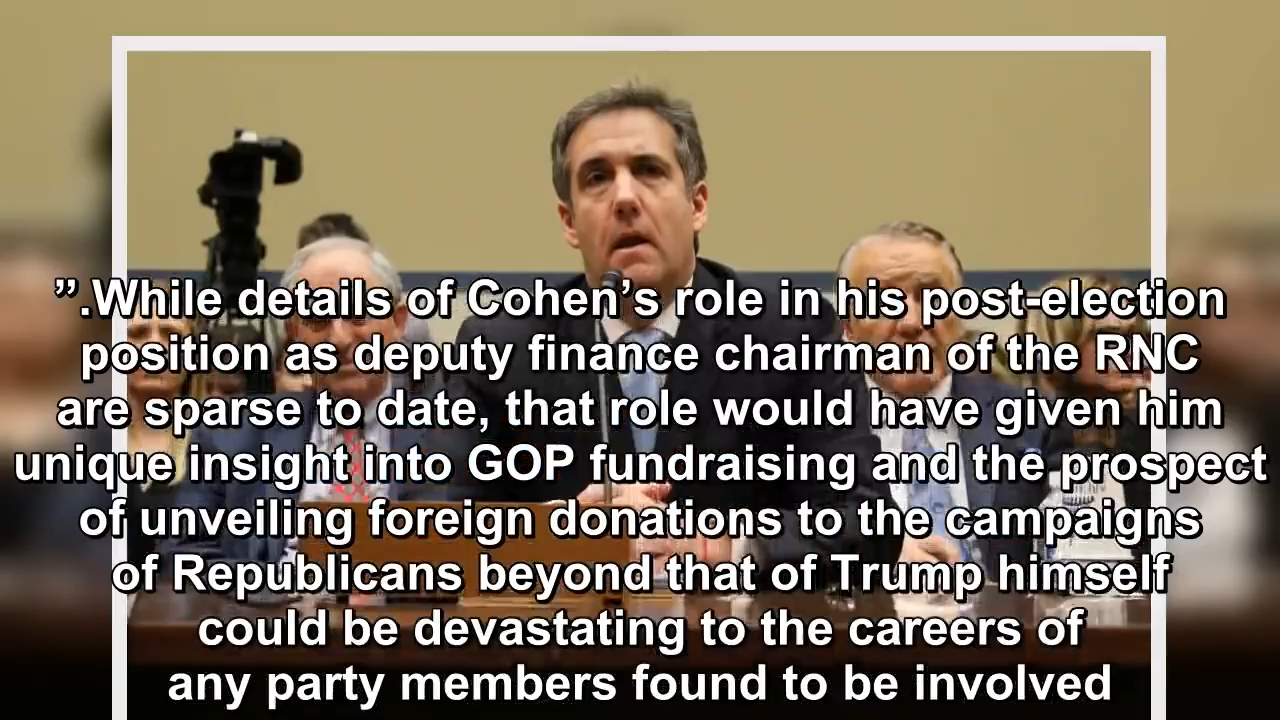 ”.While details of Cohen’s role in his post-election
position as deputy finance chairman of the RNC
are sparse to date, that role would have given him
unique insight into GOP fundraising and the prospect
of unveiling foreign donations to the campaigns
of Republicans beyond that of Trump himself
could be devastating to the careers of
any party members found to be involved